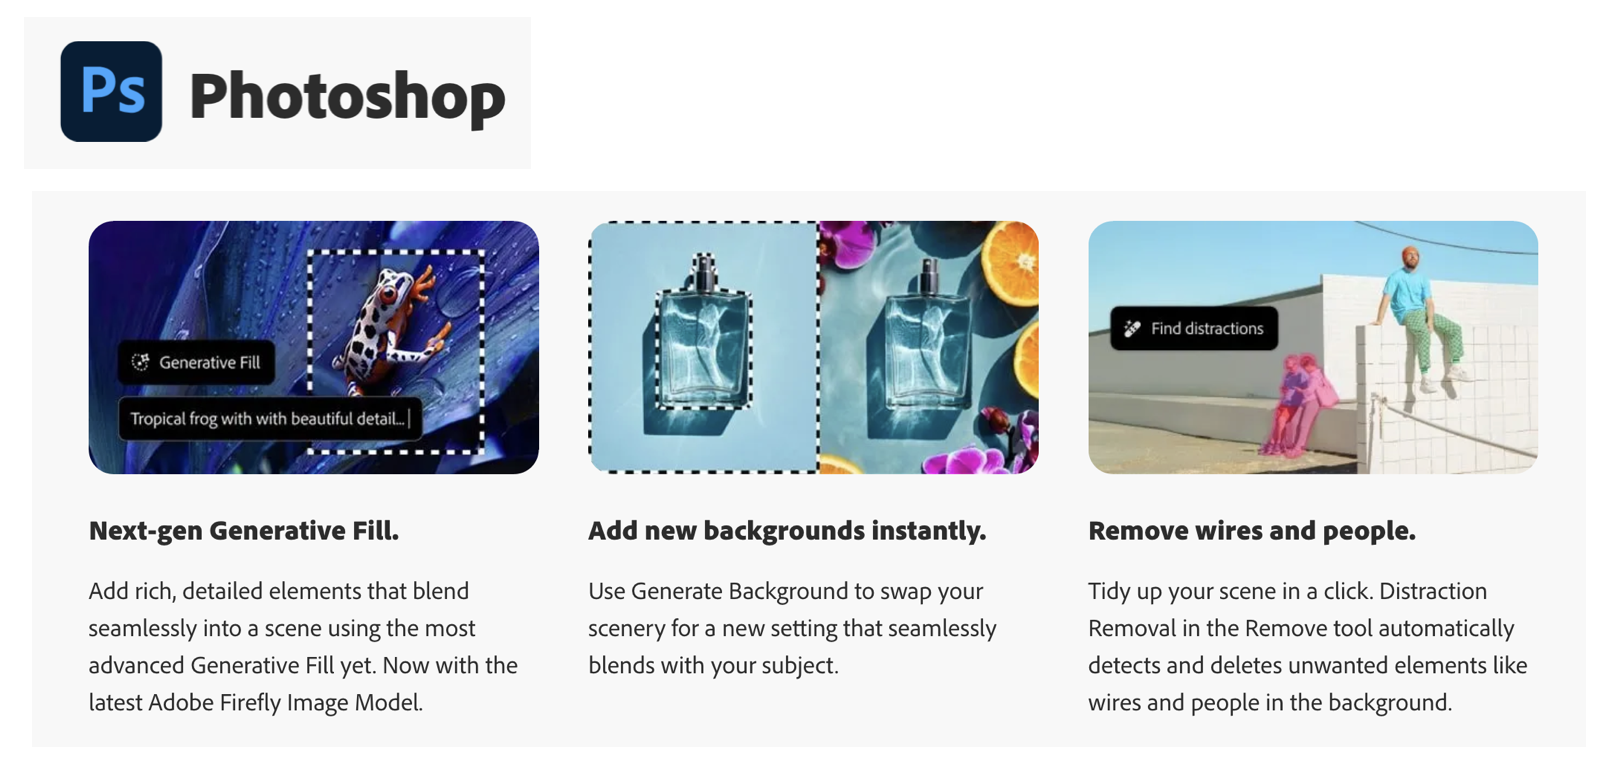 Ps Photoshop
Generative Fill
Tropical frog with with beautiful detail...
Find distractions
Next-gen Generative Fill.
Add rich, detailed elements that blend
seamlessly into a scene using the most
advanced Generative Fill yet. Now with the
latest Adobe Firefly Image Model.
Add new backgrounds instantly.
Use Generate Background to swap your
scenery for a new setting that seamlessly
blends with your subject.
Remove wires and people.
Tidy up your scene in a click. Distraction
Removal in the Remove tool automatically
detects and deletes unwanted elements like
wires and people in the background.